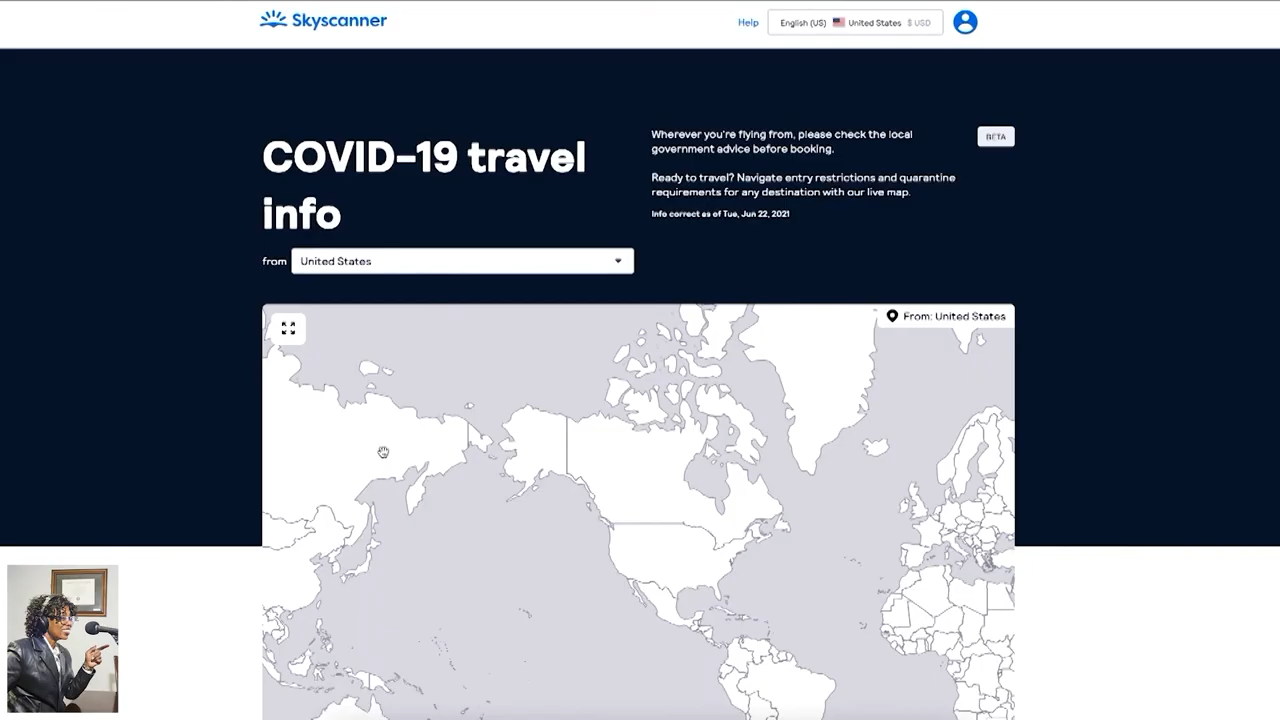 Skyscanner
Help
English (US) United States $ USD
COVID-19 travel
info
Wherever you're flying from, please check the local
government advice before booking.
BETA
Ready to travel? Navigate entry restrictions and quarantine
requirements for any destination with our live map.
Info correct as of Tue, Jun 22, 2021
from United States
From: United States